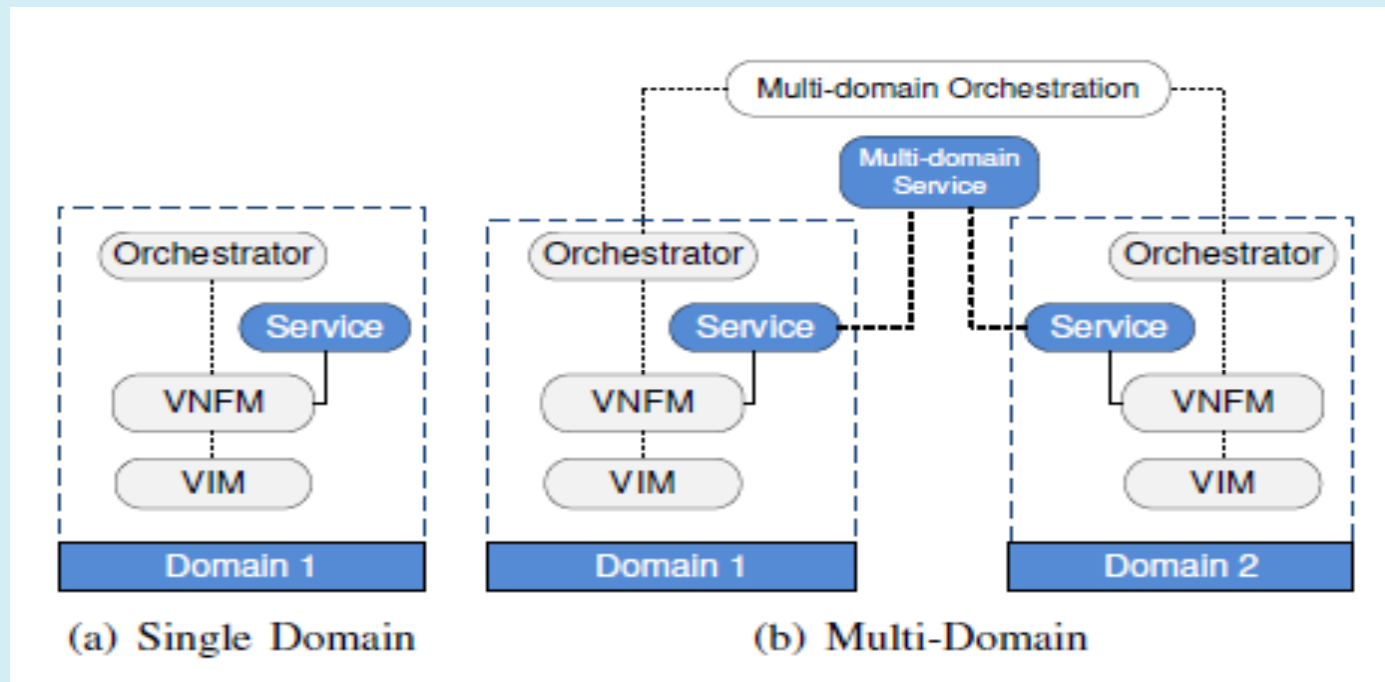 Orchestrator
Service
VNFM
VIM
Domain 1
(a) Single Domain
Multi-domain Orchestration
Multi-domain
Service
Orchestrator
Service
VNFM
VIM
Domain 1
Orchestrator
Service
VNFM
VIM
Domain 2
(b) Multi-Domain